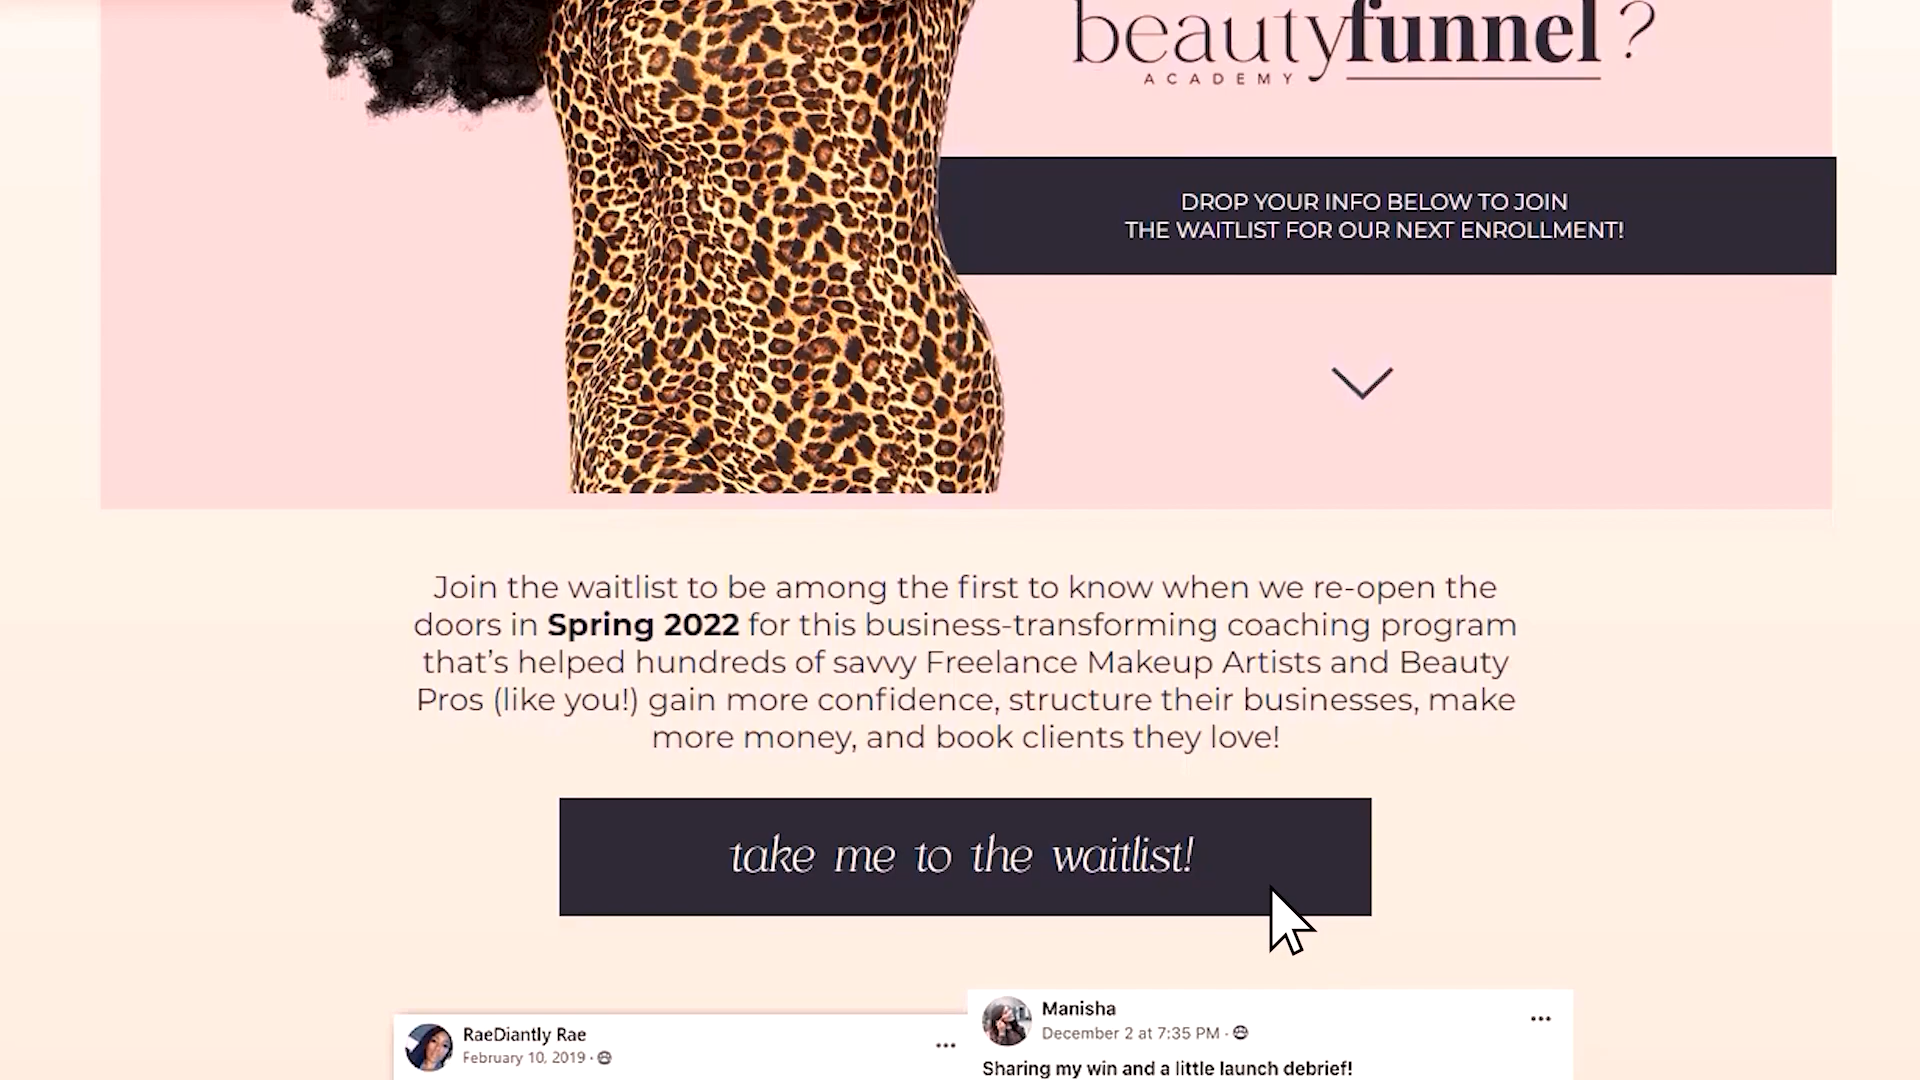 beautyfunnel?
ACADEMY
DROP YOUR INFO BELOW TO JOIN
THE WAITLIST FOR OUR NEXT ENROLLMENT!
Join the waitlist to be among the first to know when we re-open the
doors in Spring 2022 for this business-transforming coaching program
that's helped hundreds of savvy Freelance Makeup Artists and Beauty
Pros (like you!) gain more confidence, structure their businesses, make
more money, and book clients they love!
take me to the waitlist!
RaeDiantly Rae
February 10, 2019 ·
Manisha
December 2 at 7:35 PM ·
Sharing my win and a little launch debrief!